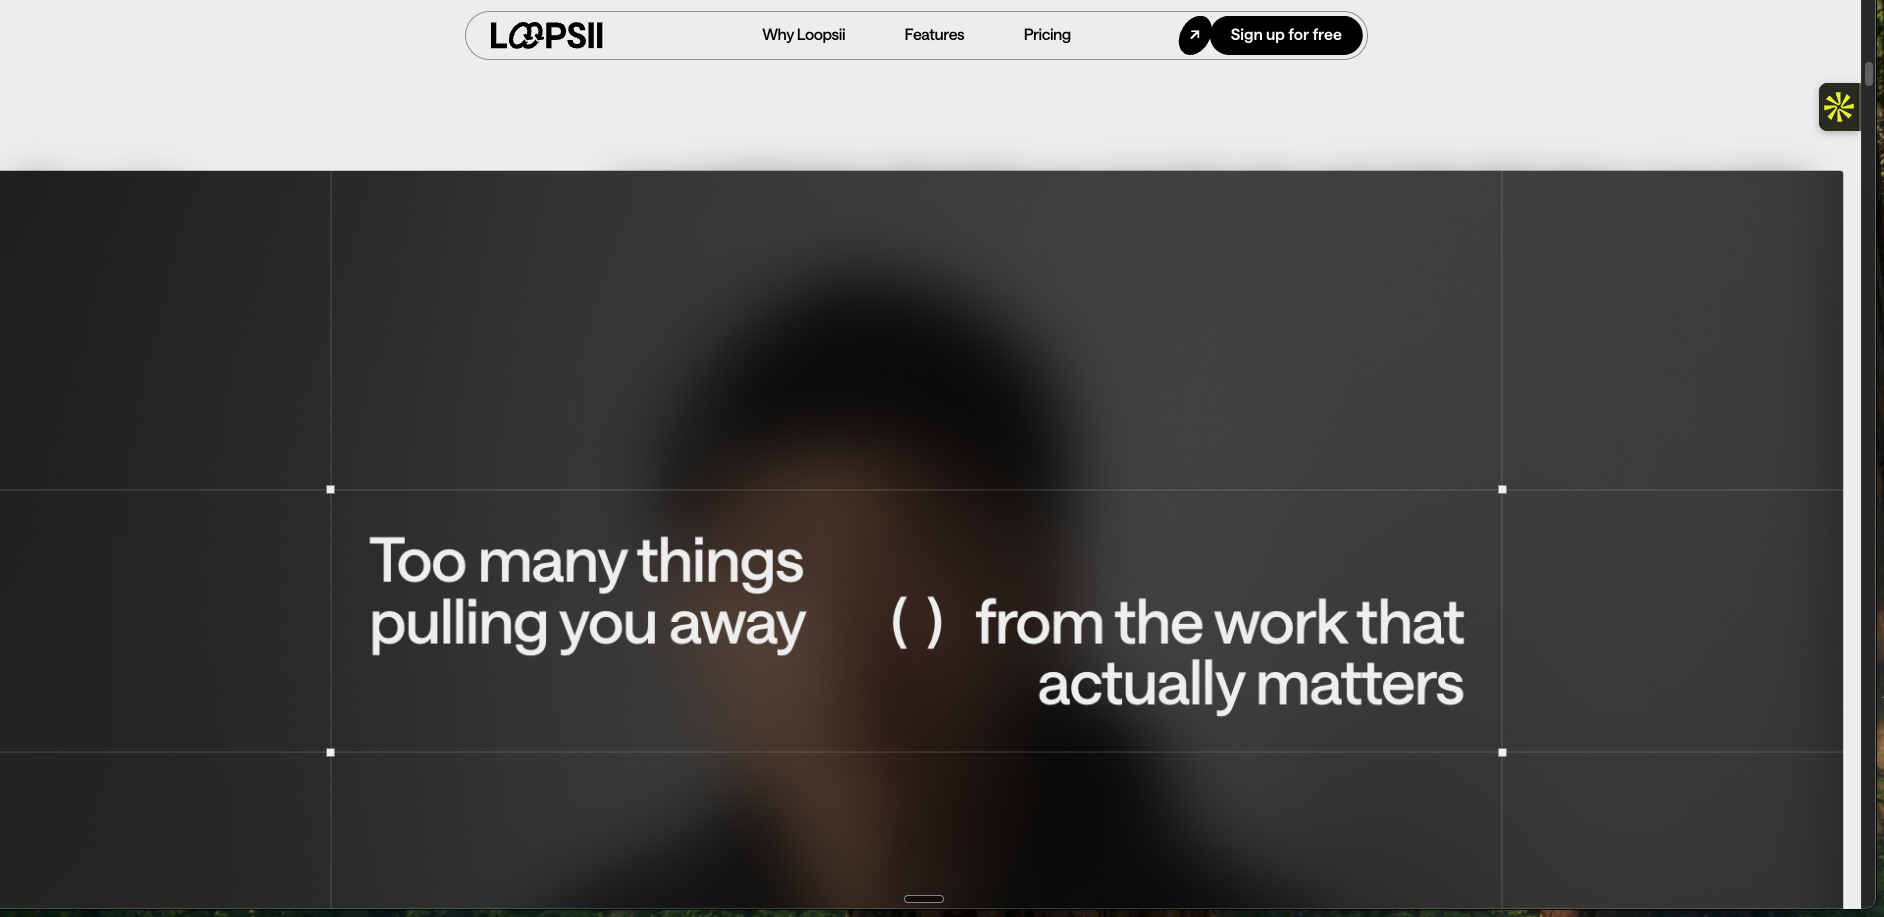 LOOPSII
Why Loopsii
Features
Pricing
Sign up for free
Too many things
pulling you away
( ) from the work that
actually matters